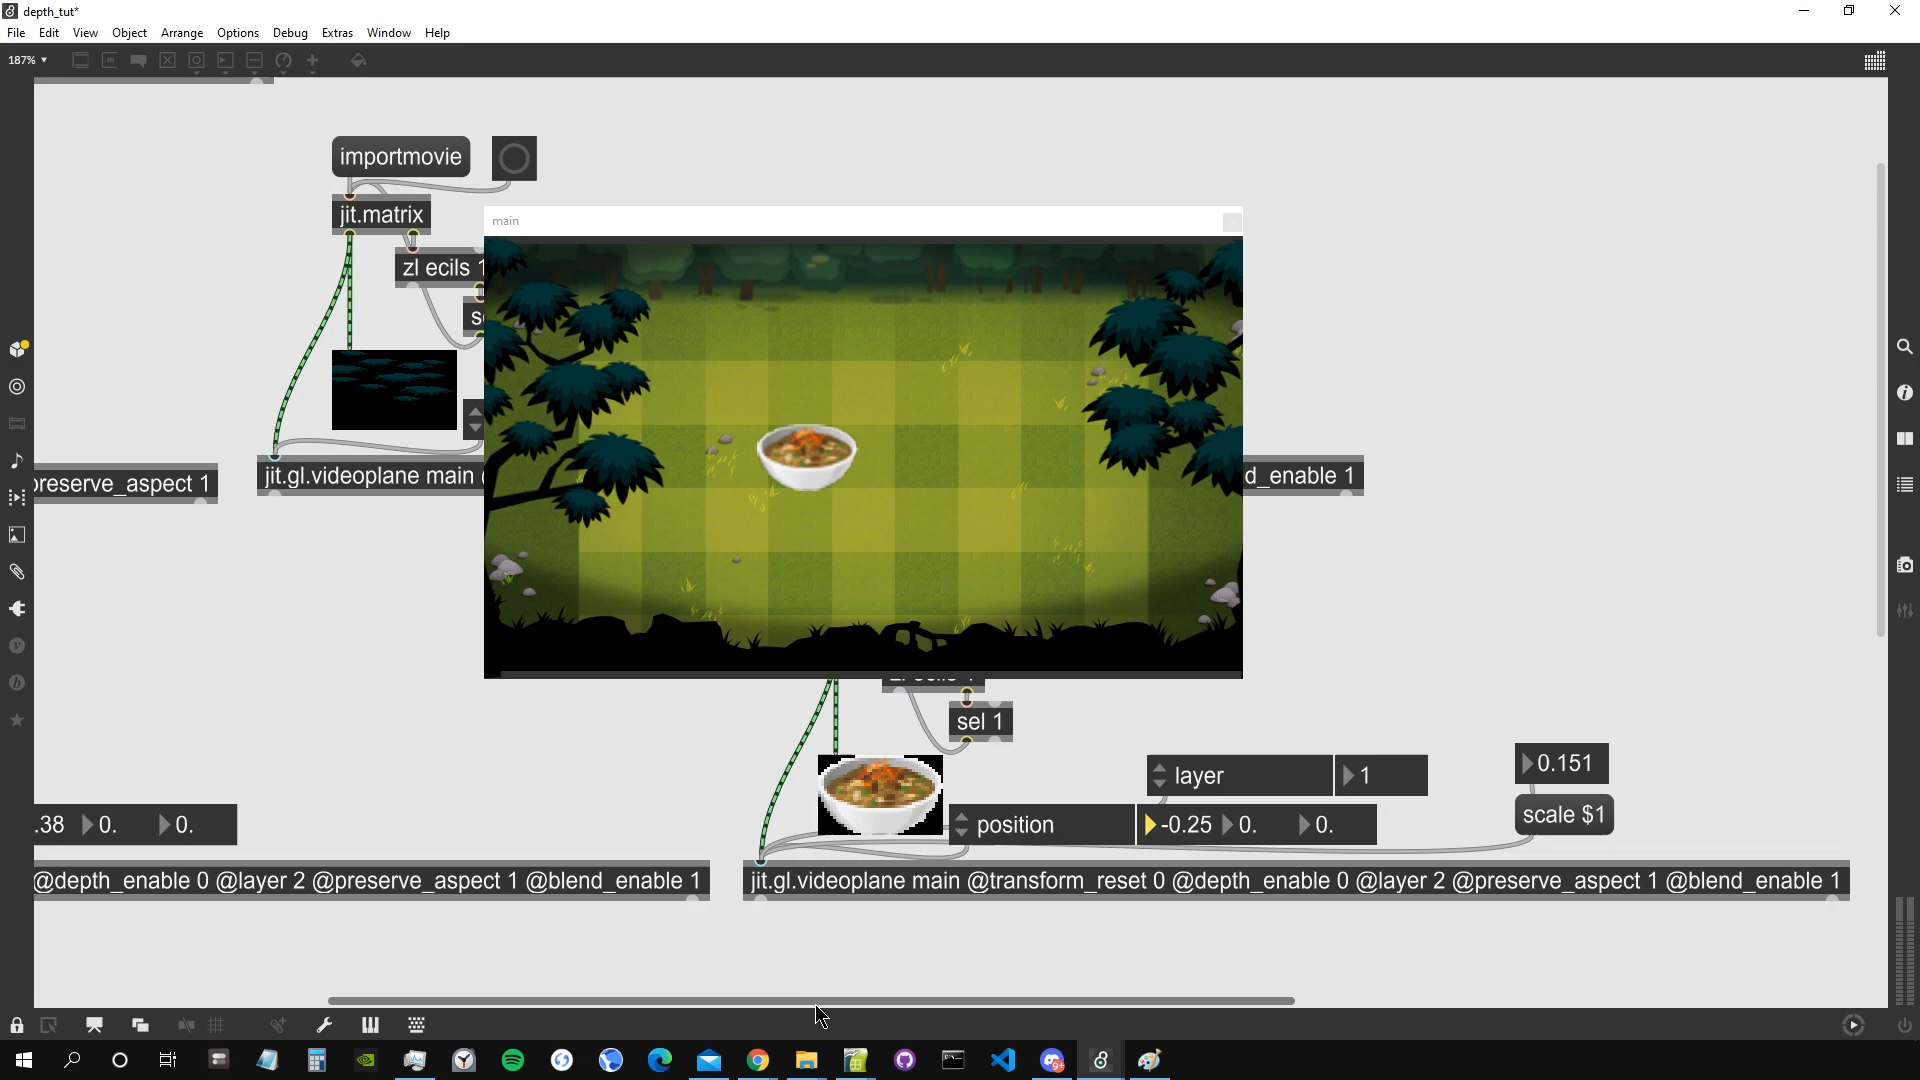 depth_tut*
File Edit View Object Arrange Options Debug Extras Window Help
187%
importmovie
jit.matrix
main
zl ecils 1
preserve_aspect 1
jit.gl.videoplane main
d_enable 1
sel 1
layer 1
0.151
.38 0. 0.
position -0.25 0. 0.
scale $1
@depth_enable 0 @layer 2 @preserve_aspect 1 @blend_enable 1
jit.gl.videoplane main @transform_reset 0 @depth_enable 0 @layer 2 @preserve_aspect 1 @blend_enable 1